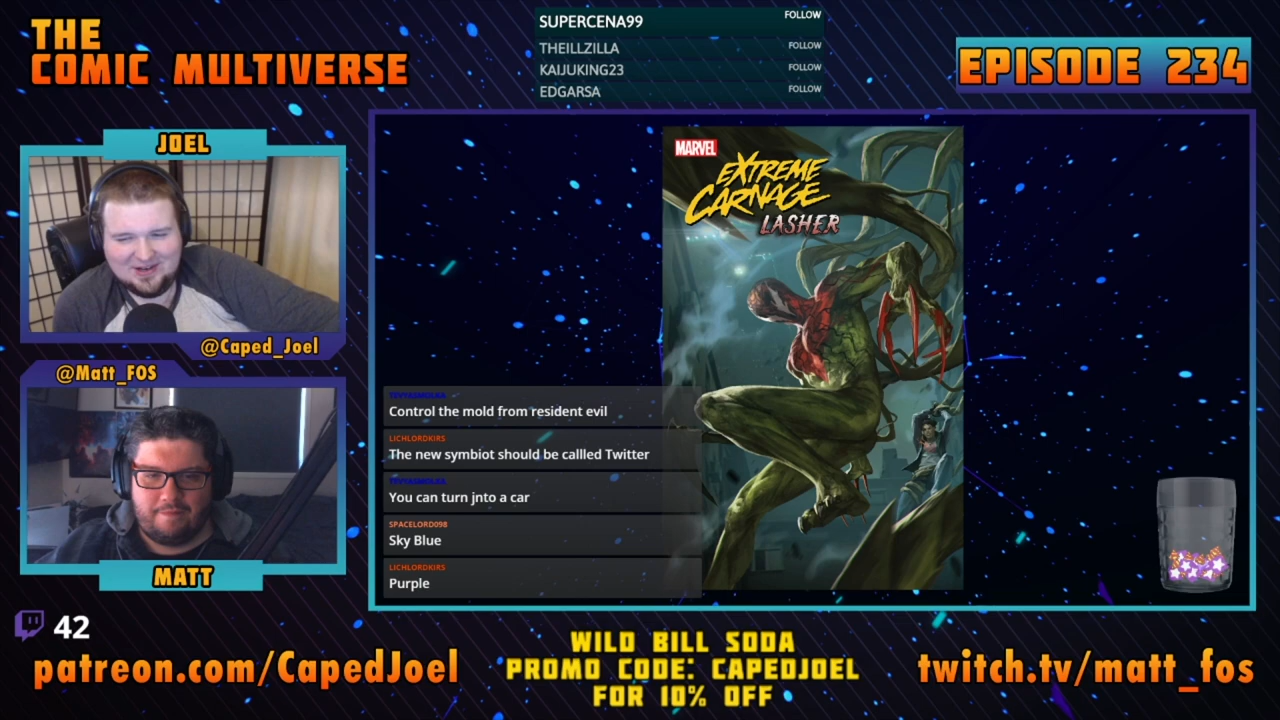 THE
COMIC MULTIVERSE
SUPERCENA99 FOLLOW
THEILLZILLA FOLLOW
KAIJUKING23 FOLLOW
EDGARSA FOLLOW
EPISODE 234
JOEL
@Caped_Joel
@Matt_FOS
MATT
MARVEL
EXTREME
CARNAGE
LASHER
Control the mold from resident evil
LICHLORDKIRS
The new symbiot should be callled Twitter
You can turn jnto a car
SPACELORD098
Sky Blue
LICHLORDKIRS
Purple
42
patreon.com/CapedJoel
WILD BILL SODA
PROMO CODE: CAPEDJOEL
FOR 10% OFF
twitch.tv/matt_fos